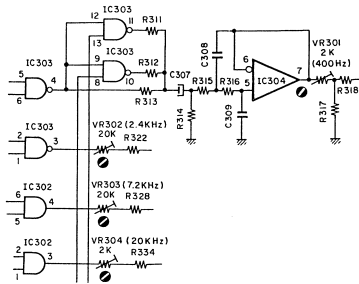 IC303
12
11
13
R311
IC303
9
8
10
R312
5
6
4
R313
C307
C308
R314
R315
R316
C309
6
5
7
IC304
VR301
2K
(400Hz)
R318
R317
IC303
2
1
3
VR302(2.4KHz)
20K
R322
IC302
6
5
4
VR303(7.2KHz)
20K
R328
IC302
2
1
3
VR304(20KHz)
2K
R334